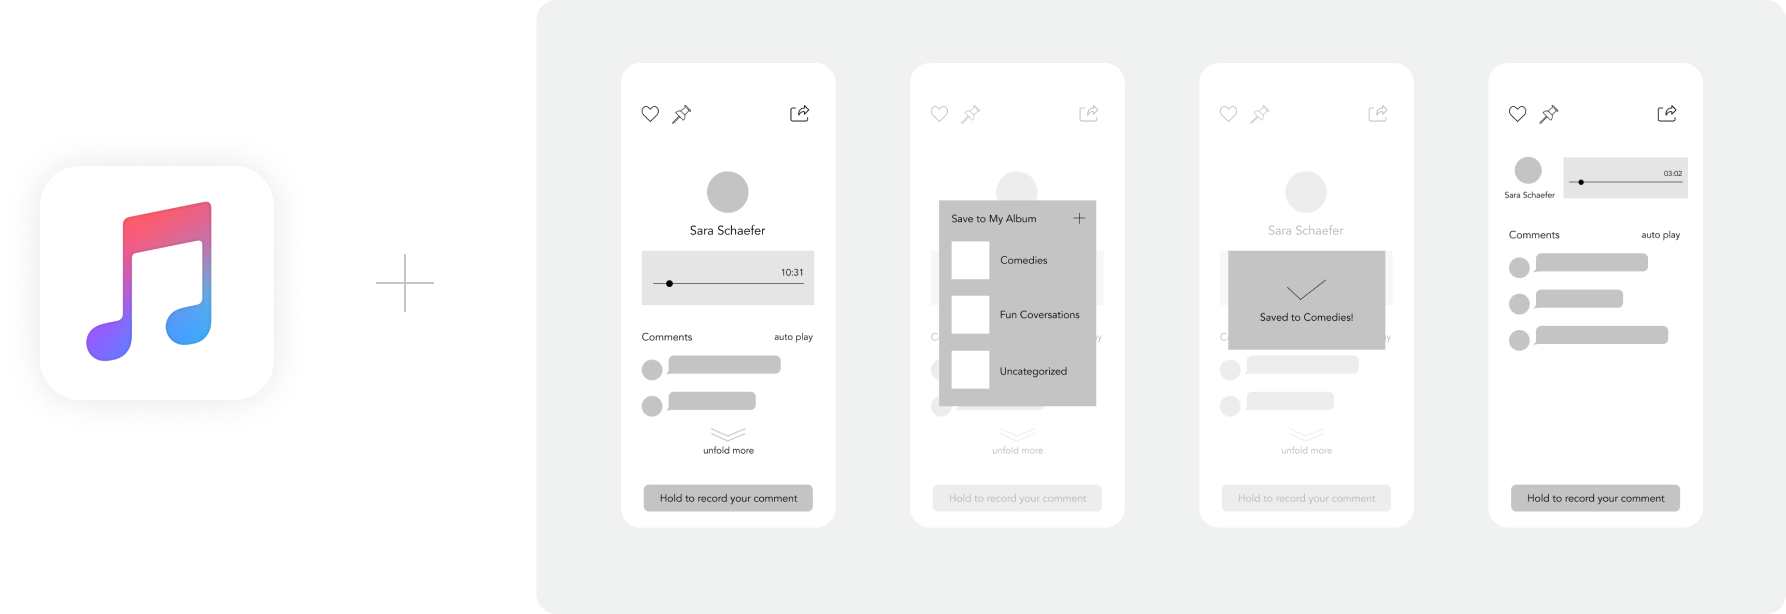 Sara Schaefer
10:31
Comments auto play
unfold more
Hold to record your comment
Save to My Album
Comedies
Fun Coversations
Uncategorized
unfold more
Hold to record your comment
Sara Schaefer
Saved to Comedies!
unfold more
Hold to record your comment
03:02
Sara Schaefer
Comments auto play
Hold to record your comment